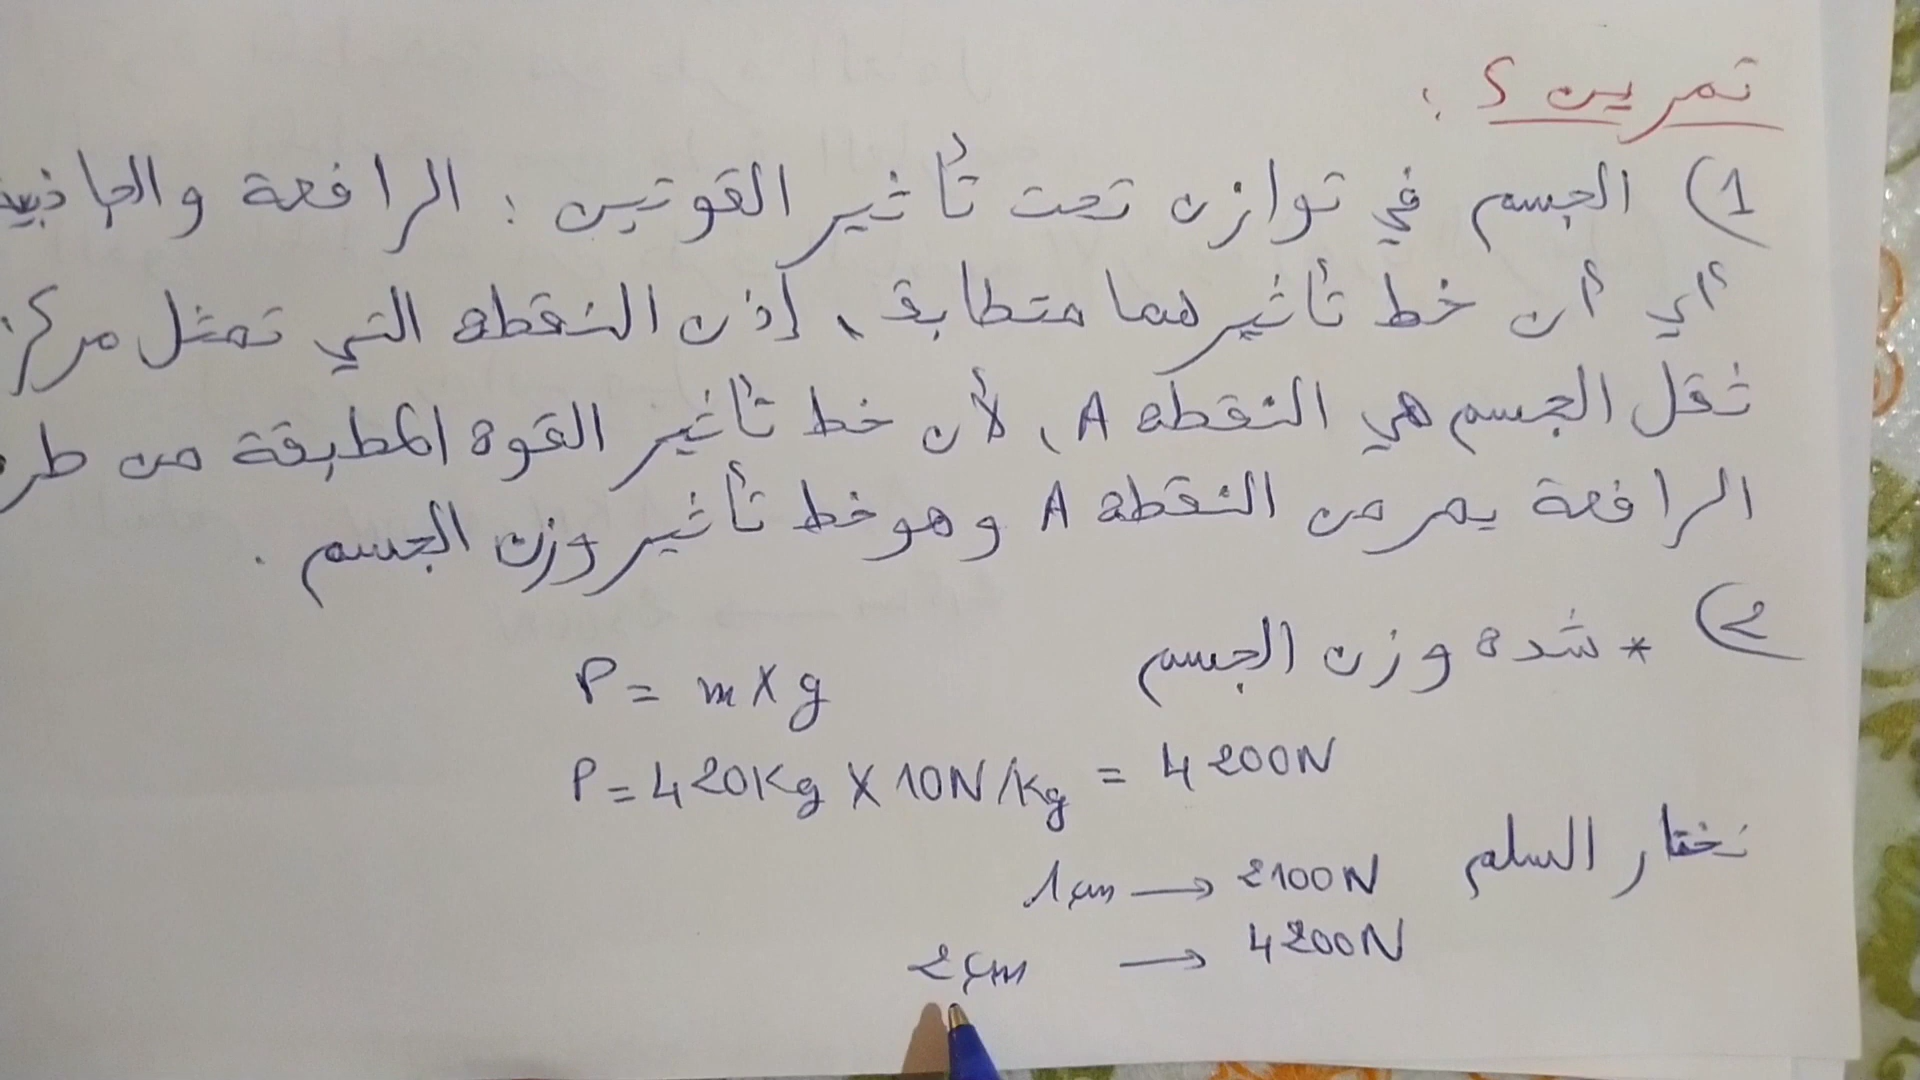 تمرين 5 :
1) الجسم في توازن تحت تأثير القوتين : الرافعة والجاذبية
أي أن خط تأثيرهما متطابق، إذن النقطة التي تمثل مركز
ثقل الجسم هي النقطة A، لأن خط تأثير القوة المطبقة من
الرافعة يمر من النقطة A وهو خط تأثير وزن الجسم .
2) * شدة وزن الجسم
P = m X g
P = 420Kg X 10N/Kg = 4200N
نختار السلم 1cm → 2100N
2cm → 4200N